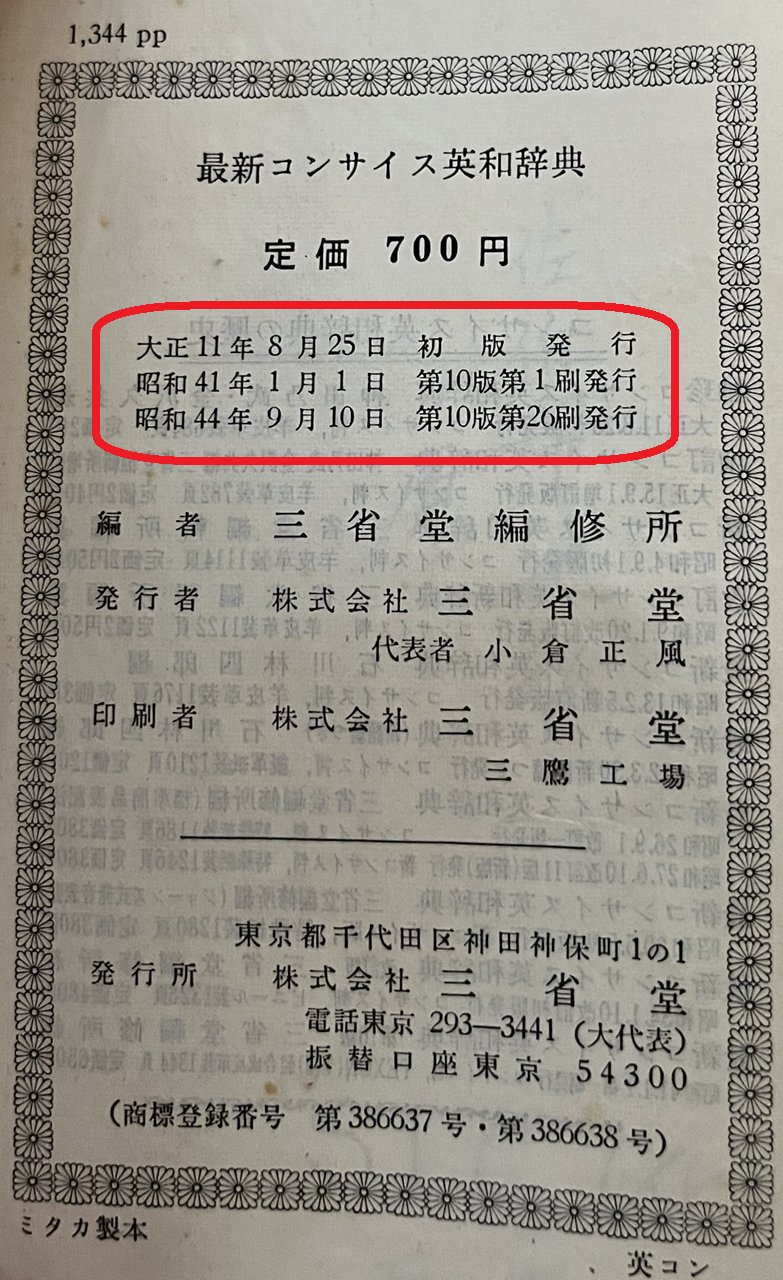 1,344 pp
最新コンサイス英和辞典
定価 700円
大正11年8月25日 初版発行
昭和41年1月1日 第10版第1刷発行
昭和44年9月10日 第10版第26刷発行
編者 三省堂編修所
発行者 株式会社 三省堂
代表者 小倉正風
印刷者 株式会社 三省堂
三鷹工場
東京都千代田区神田神保町1の1
発行所 株式会社 三省堂
電話東京 293—3441 (大代表)
振替口座東京 54300
(商標登録番号 第386637号・第386638号)
ミタカ製本
、英コン